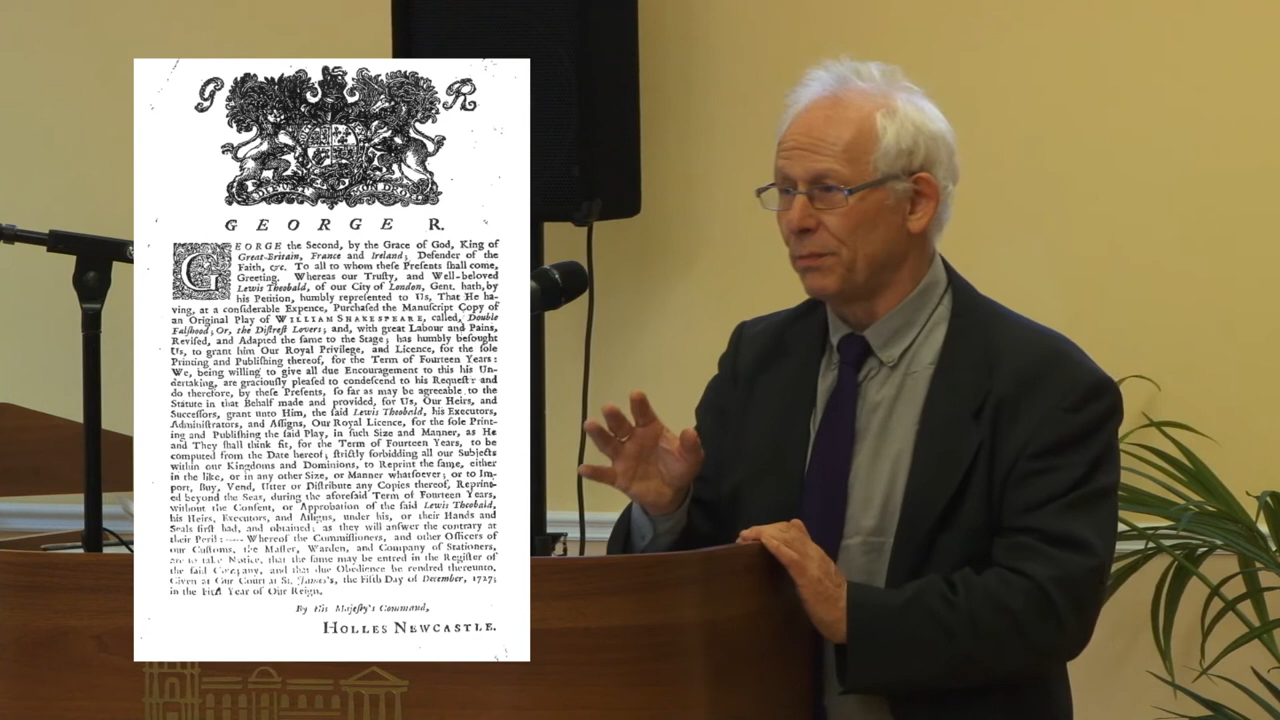 G R
DIEU ET MON DROIT
GEORGE R.
GEORGE the Second, by the Grace of God, King of
Great-Britain, France and Ireland; Defender of the
Faith, &c. To all to whom theſe Preſents ſhall come,
Greeting. Whereas our Truſty, and Well-beloved
Lewis Theobald, of our City of London, Gent. hath, by
his Petition, humbly repreſented to Us, That He ha-
ving, at a conſiderable Expence, Purchaſed the Manuſcript Copy of
an Original Play of WILLIAM SHAKESPEARE, called, Double
Falſhood; Or, the Diſtreſt Lovers; and, with great Labour and Pains,
Reviſed, and Adapted the ſame to the Stage; has humbly beſought
Us, to grant him Our Royal Privilege, and Licence, for the ſole
Printing and Publiſhing thereof, for the Term of Fourteen Years:
We, being willing to give all due Encouragement to this his Un-
dertaking, are graciouſly pleaſed to condeſcend to his Requeſt: and
do therefore, by theſe Preſents, ſo far as may be agreeable to the
Statute in that Behalf made and provided, for Us, Our Heirs, and
Succeſſors, grant unto Him, the ſaid Lewis Theobald, his Executors,
Adminiſtrators, and Aſſigns, Our Royal Licence, for the ſole Print-
ing and Publiſhing the ſaid Play, in ſuch Size and Manner, as He
and They ſhall think fit, for the Term of Fourteen Years, to be
computed from the Date hereof; ſtrictly forbidding all our Subjects
within our Kingdoms and Dominions, to Reprint the ſame, either
in the like, or in any other Size, or Manner whatſoever; or to Im-
port, Buy, Vend, Utter or Diſtribute any Copies thereof, Reprint-
ed beyond the Seas, during the aforeſaid Term of Fourteen Years,
without the Conſent, or Approbation of the ſaid Lewis Theobald,
his Heirs, Executors, and Aſſigns, under his, or their Hands and
Seals firſt had, and obtained; as they will anſwer the contrary at
their Peril: ---- Whereof the Commiſſioners, and other Officers of
our Cuſtoms, the Maſter, Warden, and Company of Stationers,
are to take Notice, that the ſame may be entred in the Regiſter of
the ſaid Company, and that due Obedience be rendred thereunto.
Given at Our Court at St. James's, the Fifth Day of December, 1727;
in the Firſt Year of Our Reign.
By His Majeſty's Command,
HOLLES NEWCASTLE.